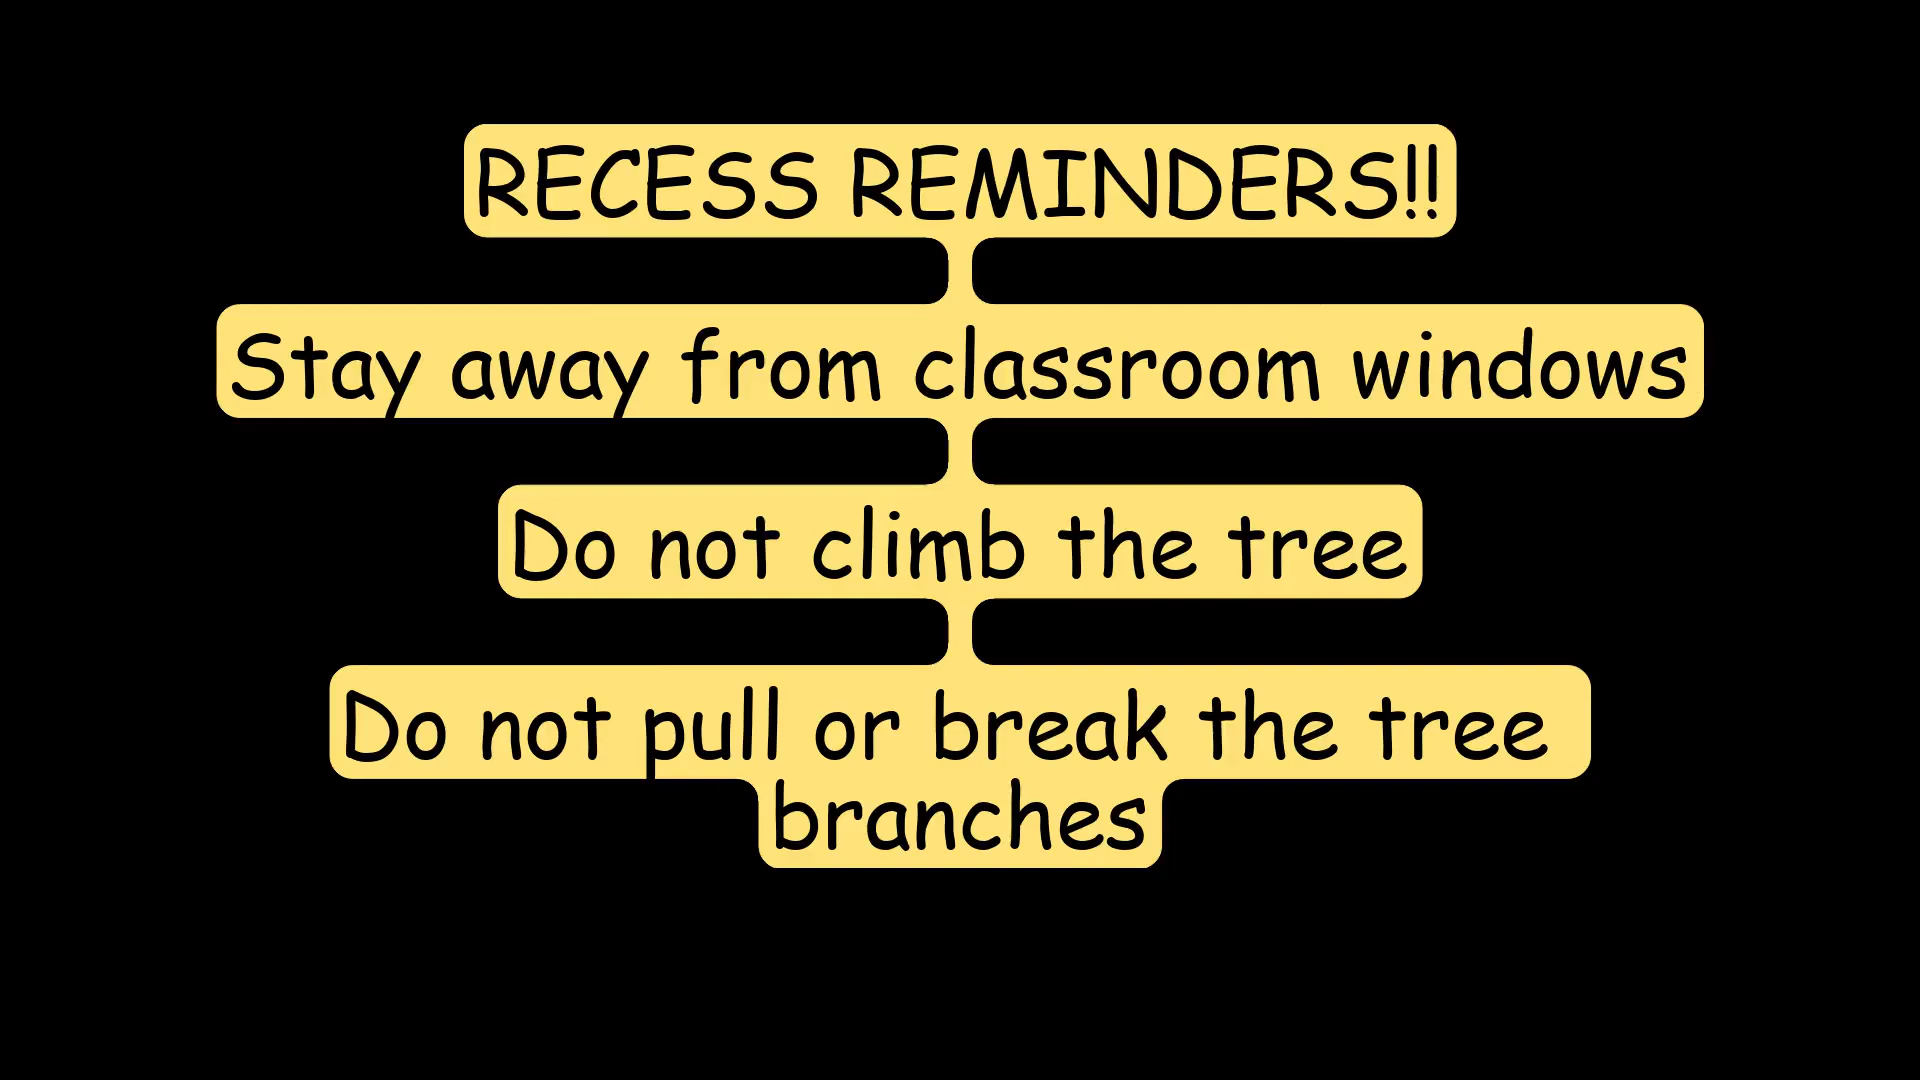 RECESS REMINDERS!!
Stay away from classroom windows
Do not climb the tree
Do not pull or break the tree
branches